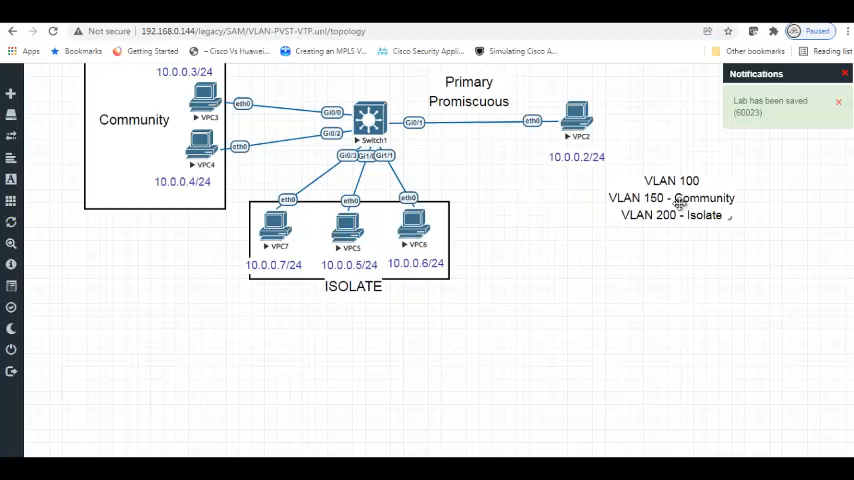 Paused
Not secure
192.168.0.144/legacy/SAM/VLAN-PVST-VTP.unl/topology
Apps
Bookmarks
Getting Started
– Cisco Vs Huawei...
Creating an MPLS V...
Cisco Security Appli...
Simulating Cisco A...
Other bookmarks
Reading list
Notifications
Lab has been saved
(60023).
10.0.0.3/24
Community
VPC3
eth0
Gi0/0
VPC4
eth0
Gi0/2
10.0.0.4/24
Switch1
Gi0/1
Primary
Promiscuous
eth0
VPC2
10.0.0.2/24
Gi0/3
Gi1/1
eth0
eth0
eth0
VPC7
VPC5
VPC6
10.0.0.7/24
10.0.0.5/24
10.0.0.6/24
ISOLATE
VLAN 100
VLAN 150 - Community
VLAN 200 - Isolate